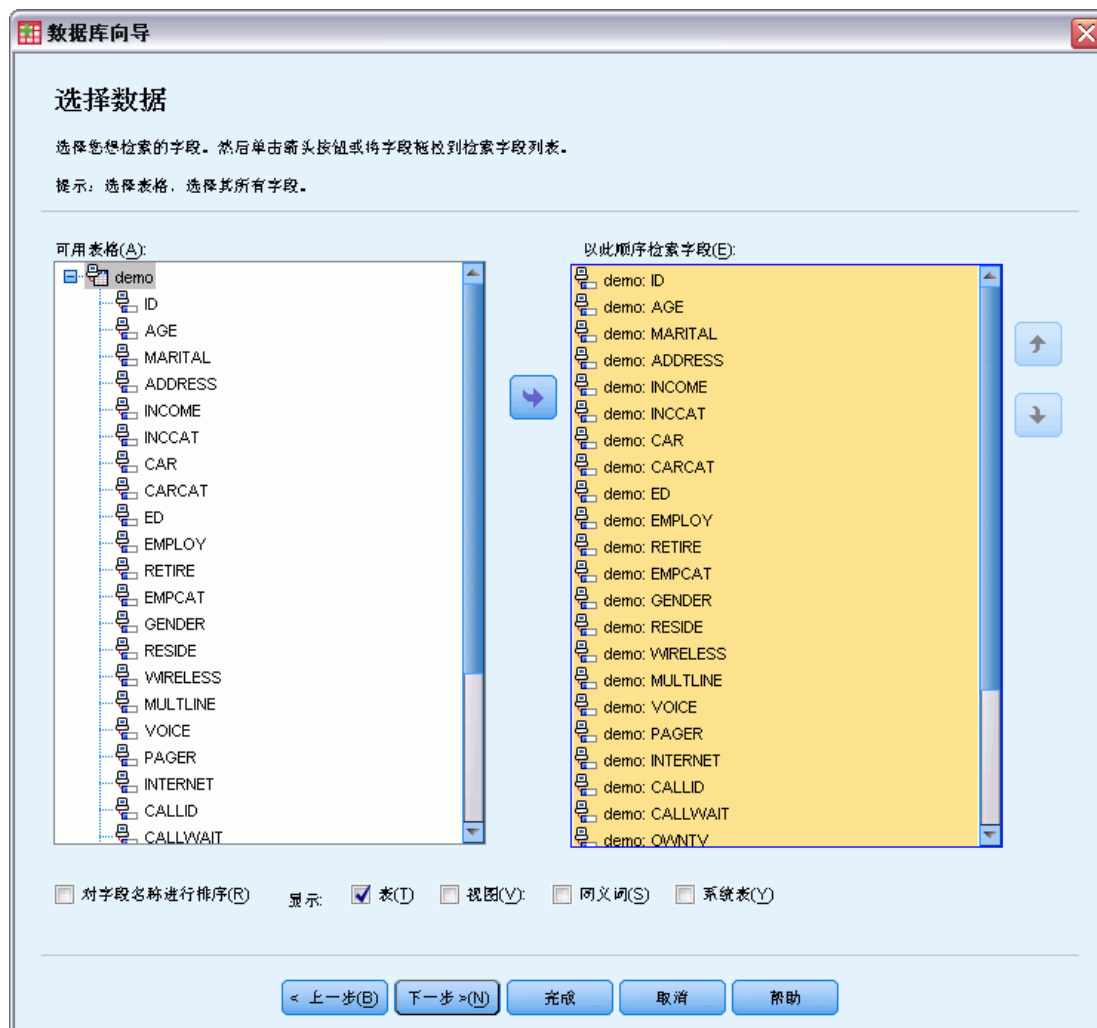 数据库向导
选择数据
选择您想检索的字段。然后单击箭头按钮或将字段拖拉到检索字段列表。
提示：选择表格，选择其所有字段。
可用表格(A):
demo
ID
AGE
MARITAL
ADDRESS
INCOME
INCCAT
CAR
CARCAT
ED
EMPLOY
RETIRE
EMPCAT
GENDER
RESIDE
WIRELESS
MULTLINE
VOICE
PAGER
INTERNET
CALLID
CALLWAIT
以此顺序检索字段(E):
demo: ID
demo: AGE
demo: MARITAL
demo: ADDRESS
demo: INCOME
demo: INCCAT
demo: CAR
demo: CARCAT
demo: ED
demo: EMPLOY
demo: RETIRE
demo: EMPCAT
demo: GENDER
demo: RESIDE
demo: WIRELESS
demo: MULTLINE
demo: VOICE
demo: PAGER
demo: INTERNET
demo: CALLID
demo: CALLWAIT
demo: OWNTV
对字段名称进行排序(R) 显示: 表(T) 视图(V): 同义词(S) 系统表(Y)
< 上一步(B) 下一步 >(N) 完成 取消 帮助